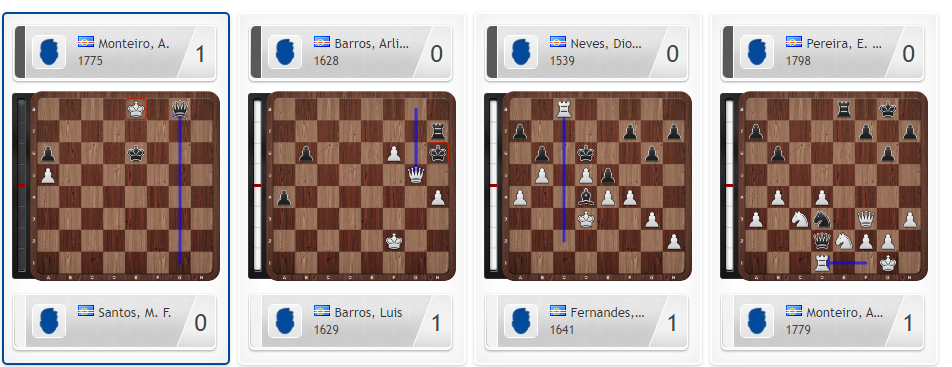 Monteiro, A.
1775
1
Barros, Arli...
1628
0
Neves, Dio...
1539
0
Pereira, E. ...
1798
0
Santos, M. F.
0
Barros, Luis
1629
1
Fernandes,...
1641
1
Monteiro, A...
1779
1